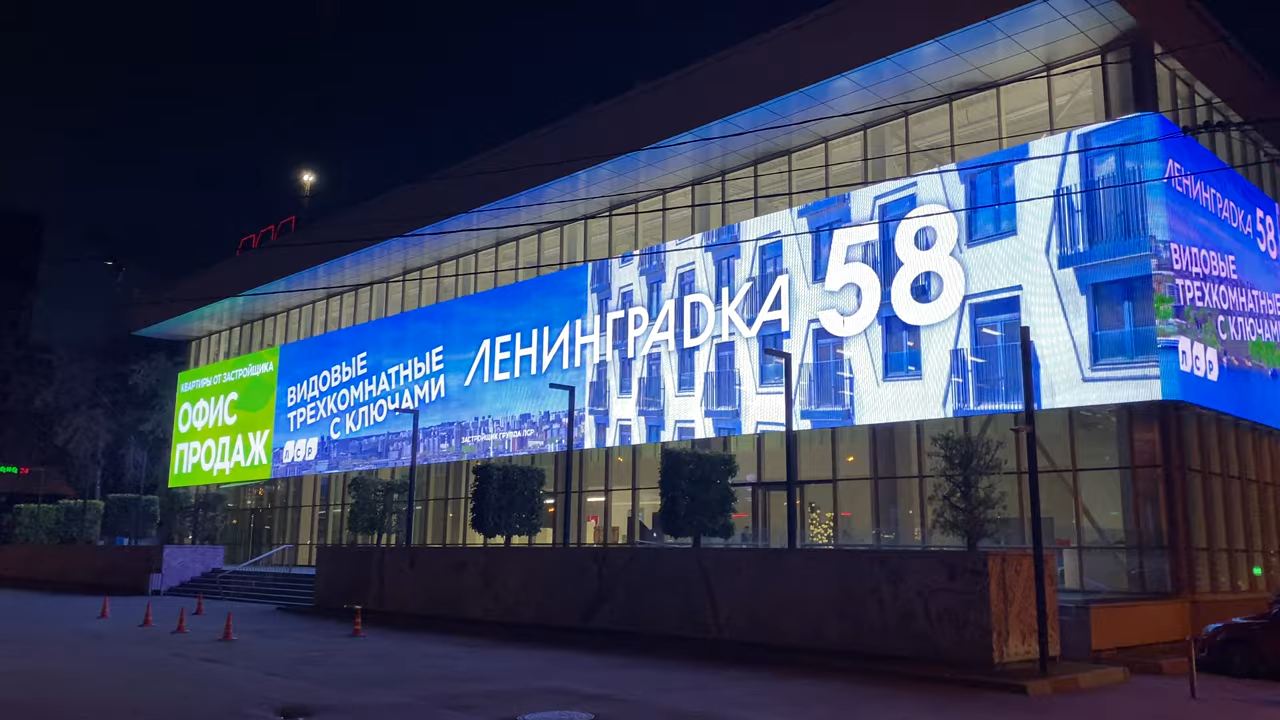 КВАРТИРЫ ОТ ЗАСТРОЙЩИКА
ОФИС
ПРОДАЖ
ВИДОВЫЕ
ТРЕХКОМНАТНЫЕ
С КЛЮЧАМИ
лср
ЗАСТРОЙЩИК ГРУППА ЛСР
ЛЕНИНГРАДКА 58
ЛЕНИНГРАДКА 58
ВИДОВЫЕ
ТРЕХКОМНАТНЫЕ
С КЛЮЧАМИ
лср
24